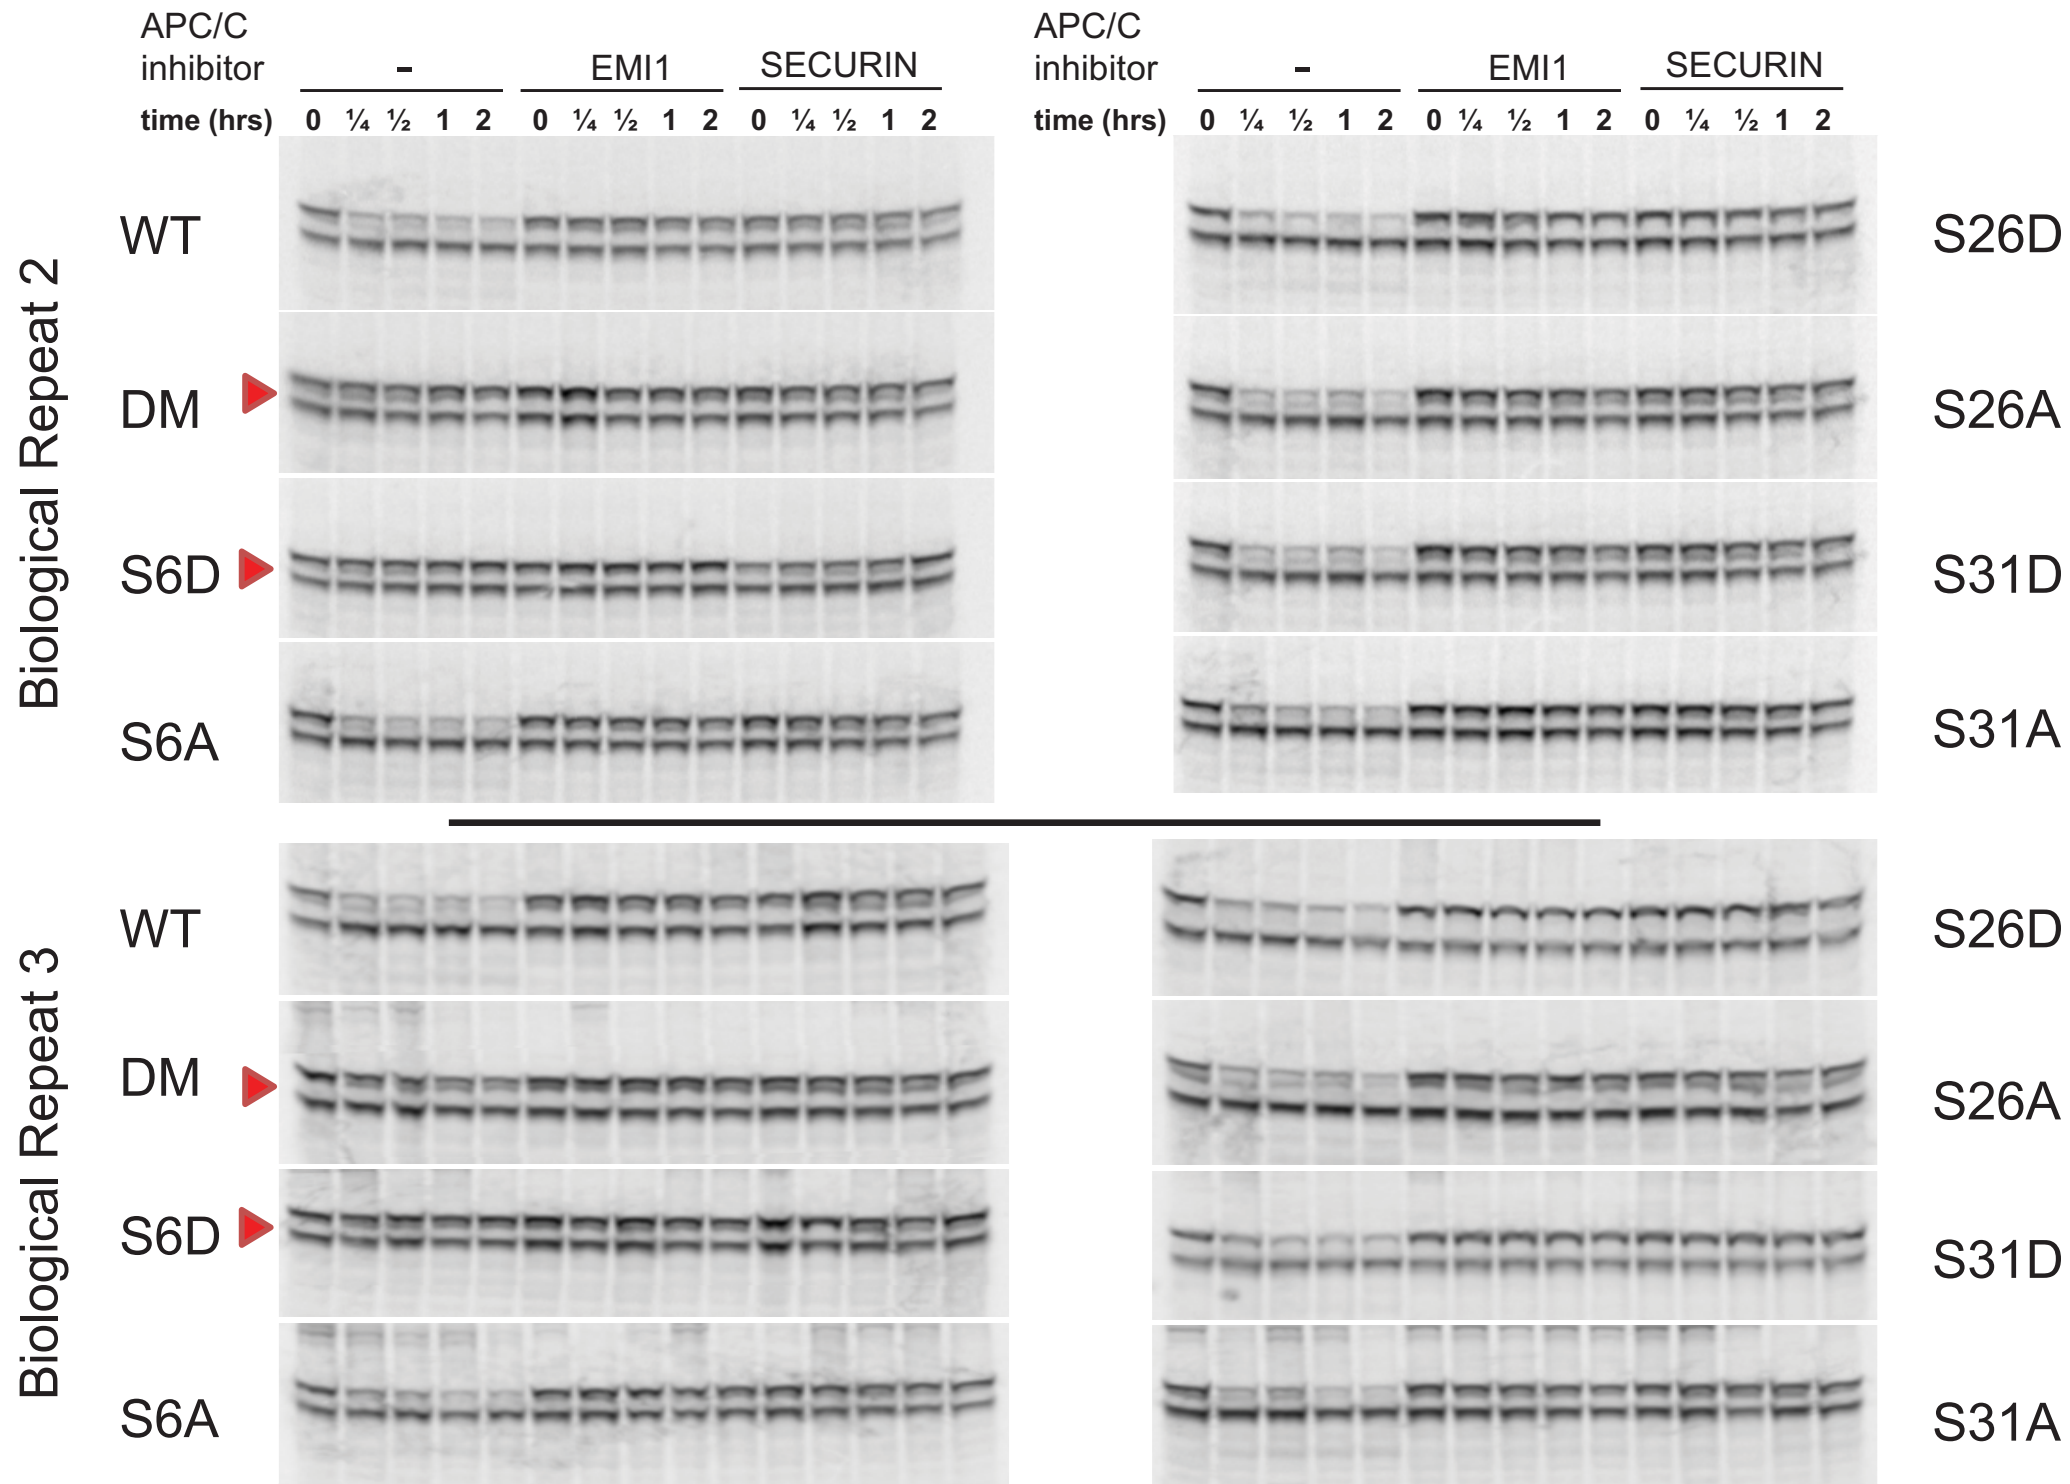 APC/C
inhibitor - EMI1 SECURIN
time (hrs) 0 ¼ ½ 1 2 0 ¼ ½ 1 2 0 ¼ ½ 1 2
APC/C
inhibitor - EMI1 SECURIN
time (hrs) 0 ¼ ½ 1 2 0 ¼ ½ 1 2 0 ¼ ½ 1 2
Biological Repeat 2
WT
DM
S6D
S6A
S26D
S26A
S31D
S31A
Biological Repeat 3
WT
DM
S6D
S6A
S26D
S26A
S31D
S31A